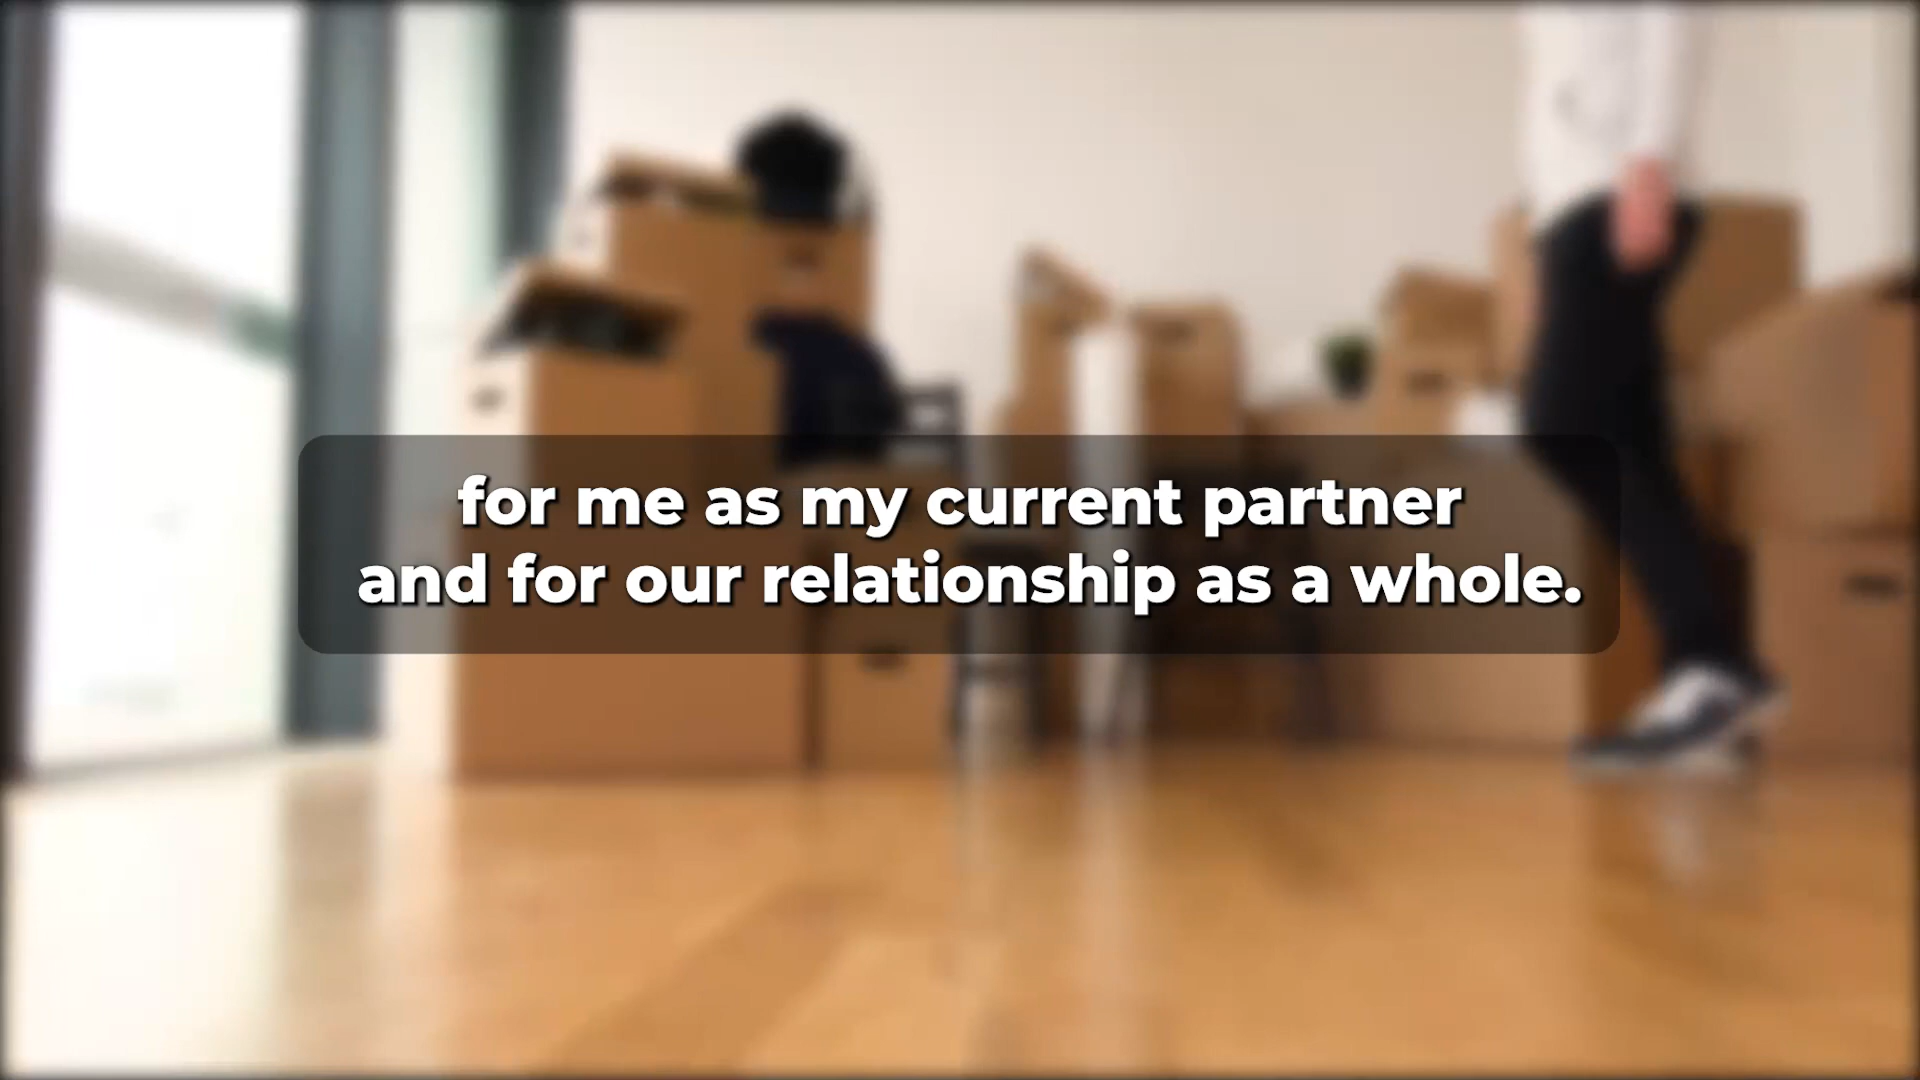 for me as my current partner
and for our relationship as a whole.